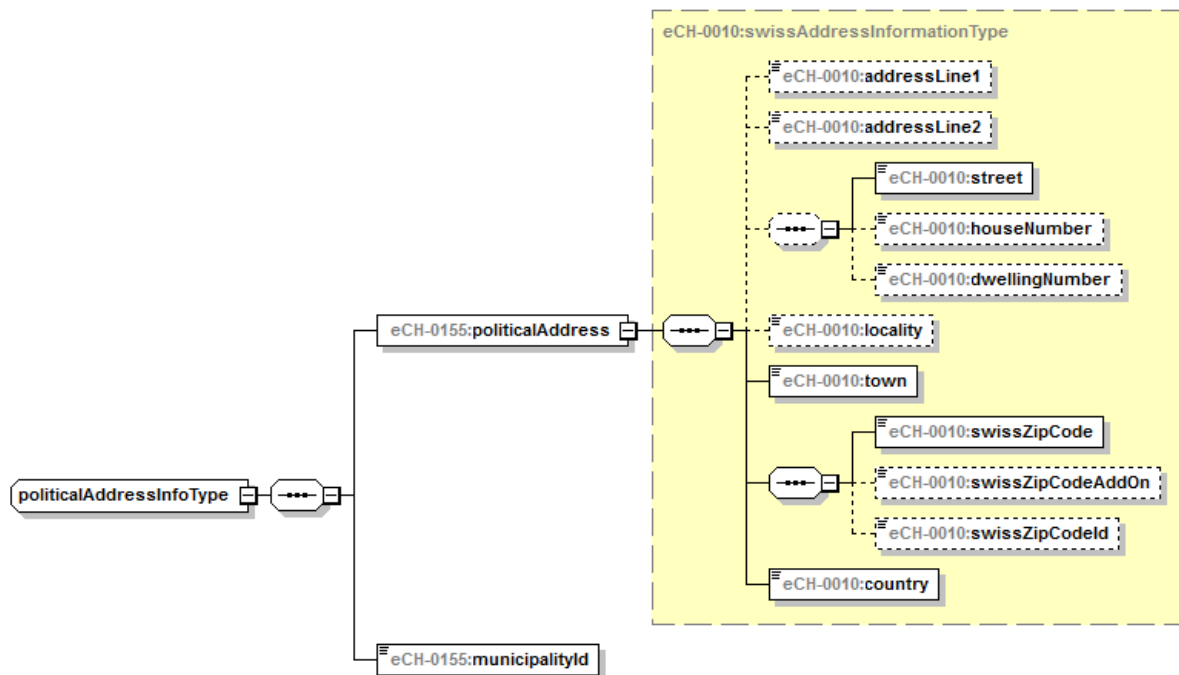 eCH-0010:swissAddressInformationType
eCH-0010:addressLine1
eCH-0010:addressLine2
eCH-0010:street
eCH-0010:houseNumber
eCH-0010:dwellingNumber
eCH-0155:politicalAddress
eCH-0010:locality
eCH-0010:town
eCH-0010:swissZipCode
politicalAddressInfoType
eCH-0010:swissZipCodeAddOn
eCH-0010:swissZipCodeId
eCH-0010:country
eCH-0155:municipalityId